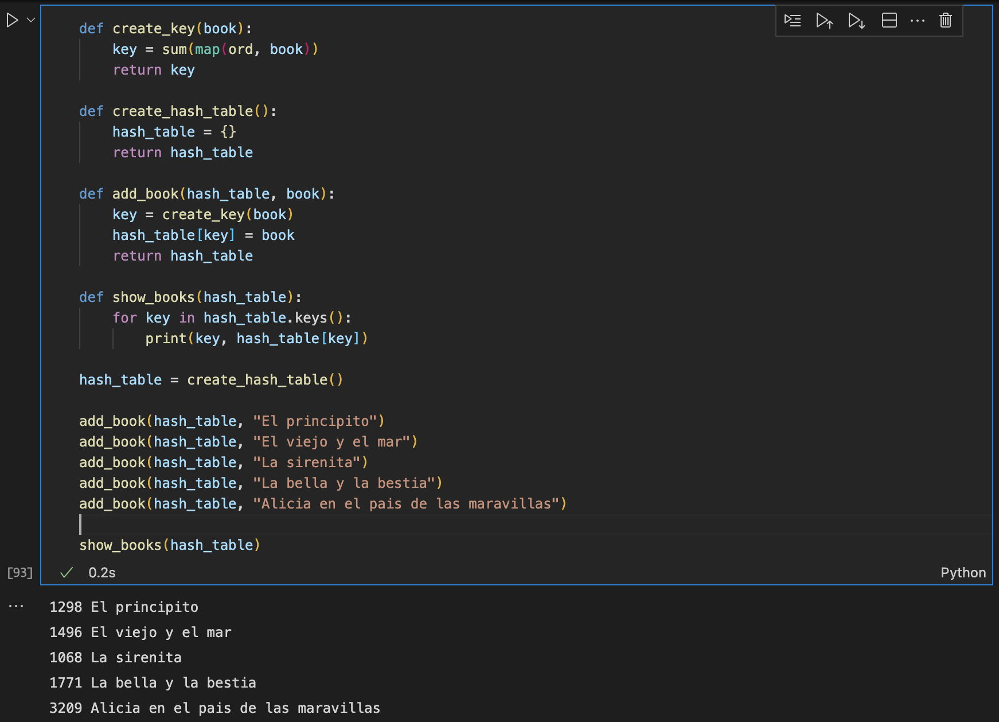 def create_key(book):
    key = sum(map(ord, book))
    return key

def create_hash_table():
    hash_table = {}
    return hash_table

def add_book(hash_table, book):
    key = create_key(book)
    hash_table[key] = book
    return hash_table

def show_books(hash_table):
    for key in hash_table.keys():
        print(key, hash_table[key])

hash_table = create_hash_table()

add_book(hash_table, "El principito")
add_book(hash_table, "El viejo y el mar")
add_book(hash_table, "La sirenita")
add_book(hash_table, "La bella y la bestia")
add_book(hash_table, "Alicia en el pais de las maravillas")

show_books(hash_table)
[93] 0.2s Python
1298 El principito
1496 El viejo y el mar
1068 La sirenita
1771 La bella y la bestia
3209 Alicia en el pais de las maravillas